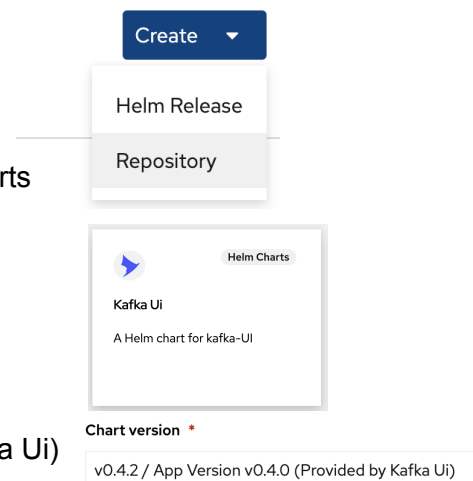 Create
Helm Release
Repository
rts
Helm Charts
Kafka Ui
A Helm chart for kafka-UI
a Ui)
Chart version *
v0.4.2 / App Version v0.4.0 (Provided by Kafka Ui)